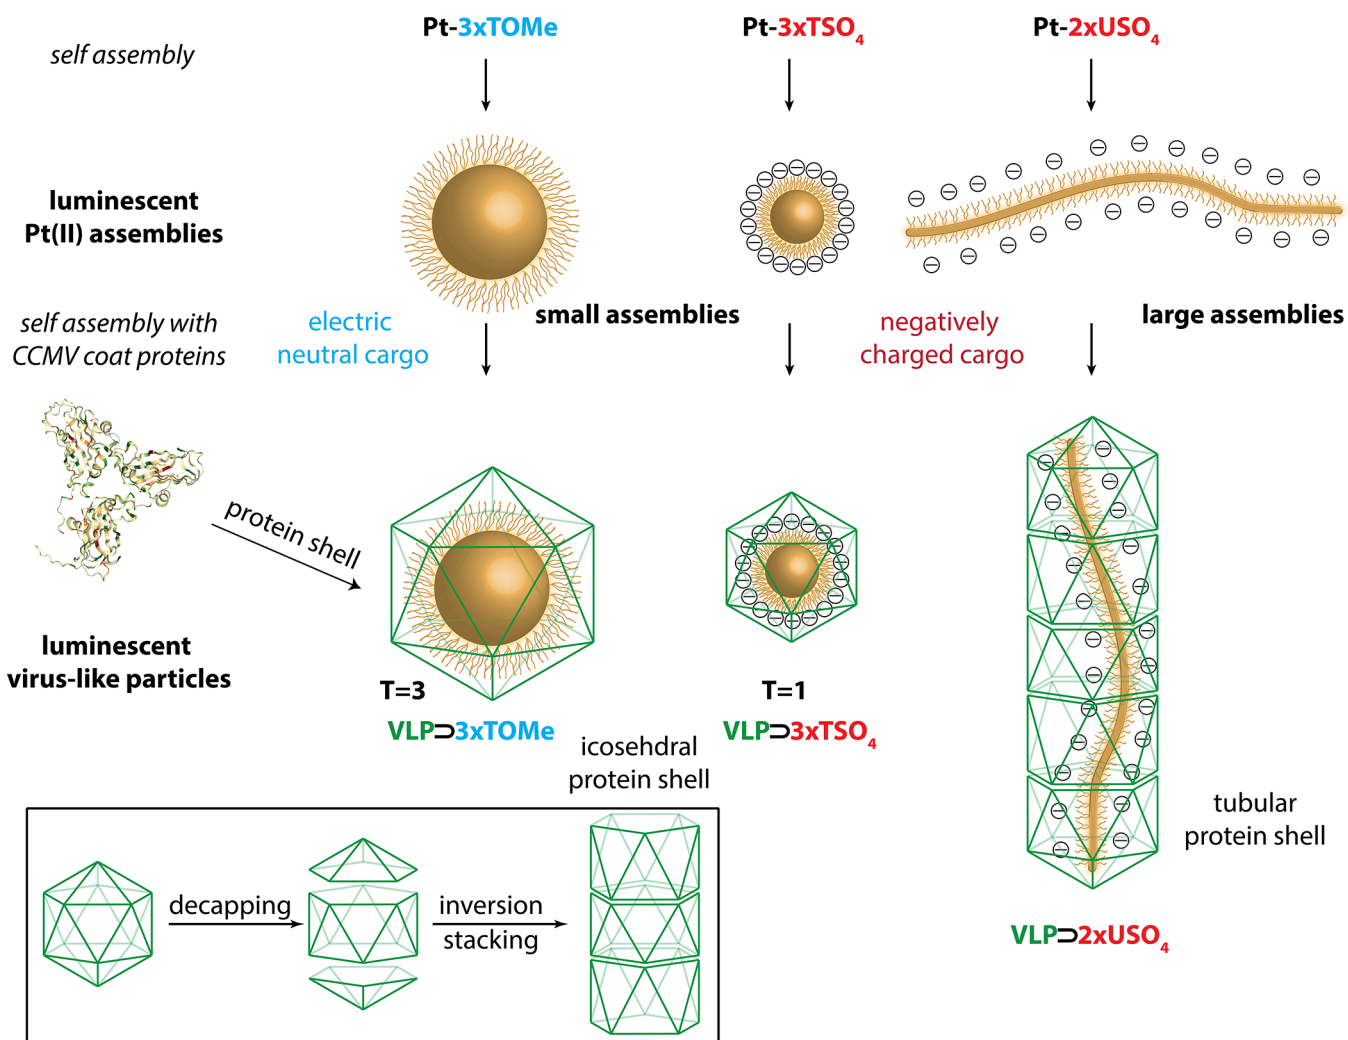 self assembly
Pt-3xTOMe
Pt-3xTSO₄
Pt-2xUSO₄
luminescent
Pt(II) assemblies
self assembly with
CCMV coat proteins
electric
neutral cargo
small assemblies
negatively
charged cargo
large assemblies
protein shell
luminescent
virus-like particles
T=3
VLP⊃3xTOMe
T=1
VLP⊃3xTSO₄
icosehdral
protein shell
tubular
protein shell
VLP⊃2xUSO₄
decapping
inversion
stacking